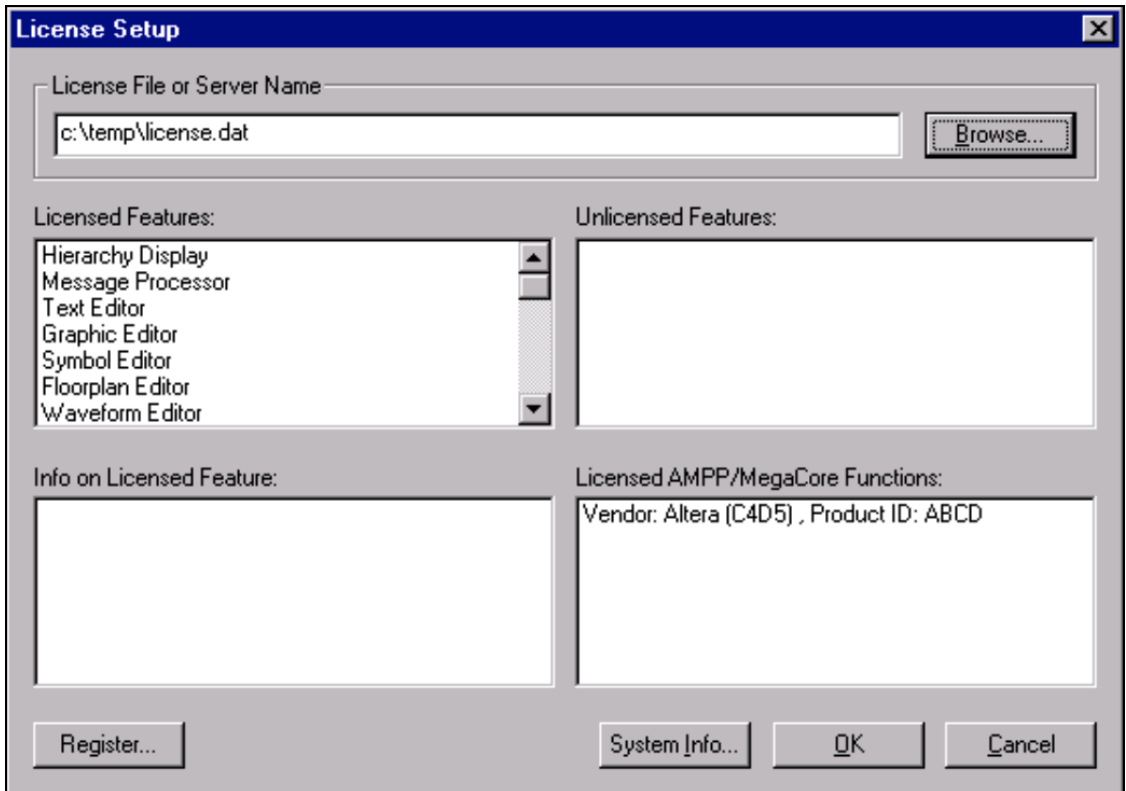 License Setup
License File or Server Name
c:\temp\license.dat
Browse...
Licensed Features:
Hierarchy Display
Message Processor
Text Editor
Graphic Editor
Symbol Editor
Floorplan Editor
Waveform Editor
Unlicensed Features:
Info on Licensed Feature:
Licensed AMPP/MegaCore Functions:
Vendor: Altera (C4D5) , Product ID: ABCD
Register...
System Info...
OK
Cancel